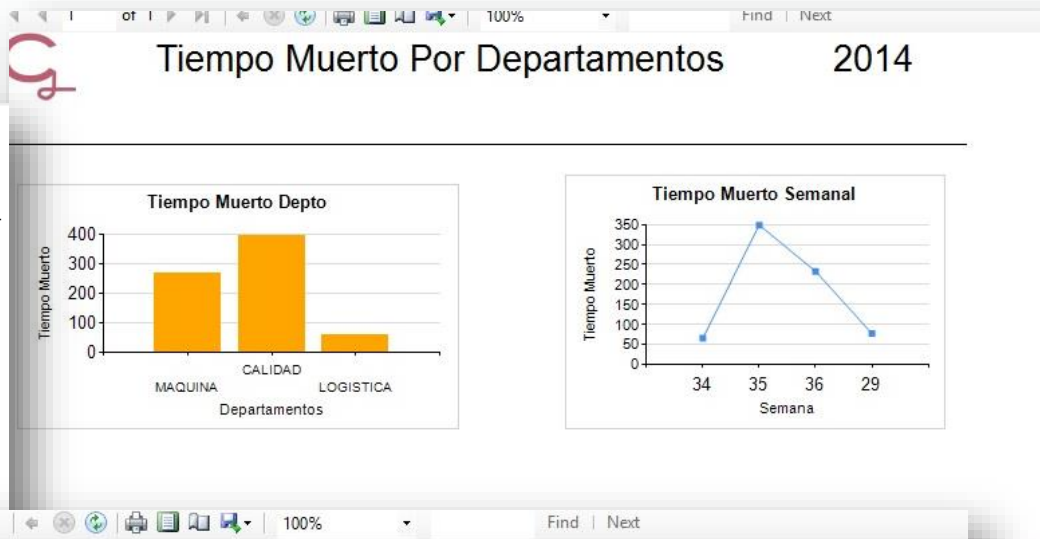 1 of 1 100% Find | Next
Tiempo Muerto Por Departamentos 2014
Tiempo Muerto Depto
Tiempo Muerto
400
300
200
100
0
CALIDAD
MAQUINA LOGISTICA
Departamentos
Tiempo Muerto Semanal
Tiempo Muerto
350
300
250
200
150
100
50
0
34 35 36 29
Semana
100% Find | Next